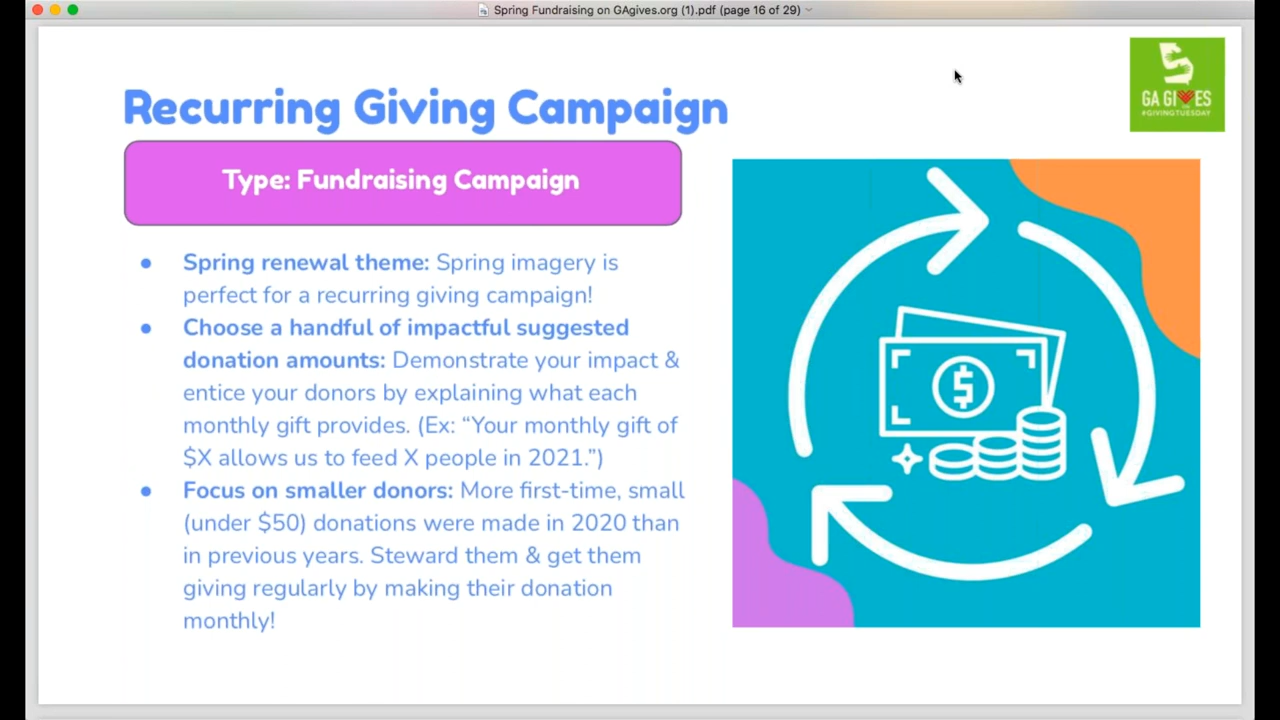 Spring Fundraising on GAgives.org (1).pdf (page 16 of 29)
GA GIVES
#GIVINGTUESDAY
Recurring Giving Campaign
Type: Fundraising Campaign
● Spring renewal theme: Spring imagery is
perfect for a recurring giving campaign!
● Choose a handful of impactful suggested
donation amounts: Demonstrate your impact &
entice your donors by explaining what each
monthly gift provides. (Ex: “Your monthly gift of
$X allows us to feed X people in 2021.”)
● Focus on smaller donors: More first-time, small
(under $50) donations were made in 2020 than
in previous years. Steward them & get them
giving regularly by making their donation
monthly!
$